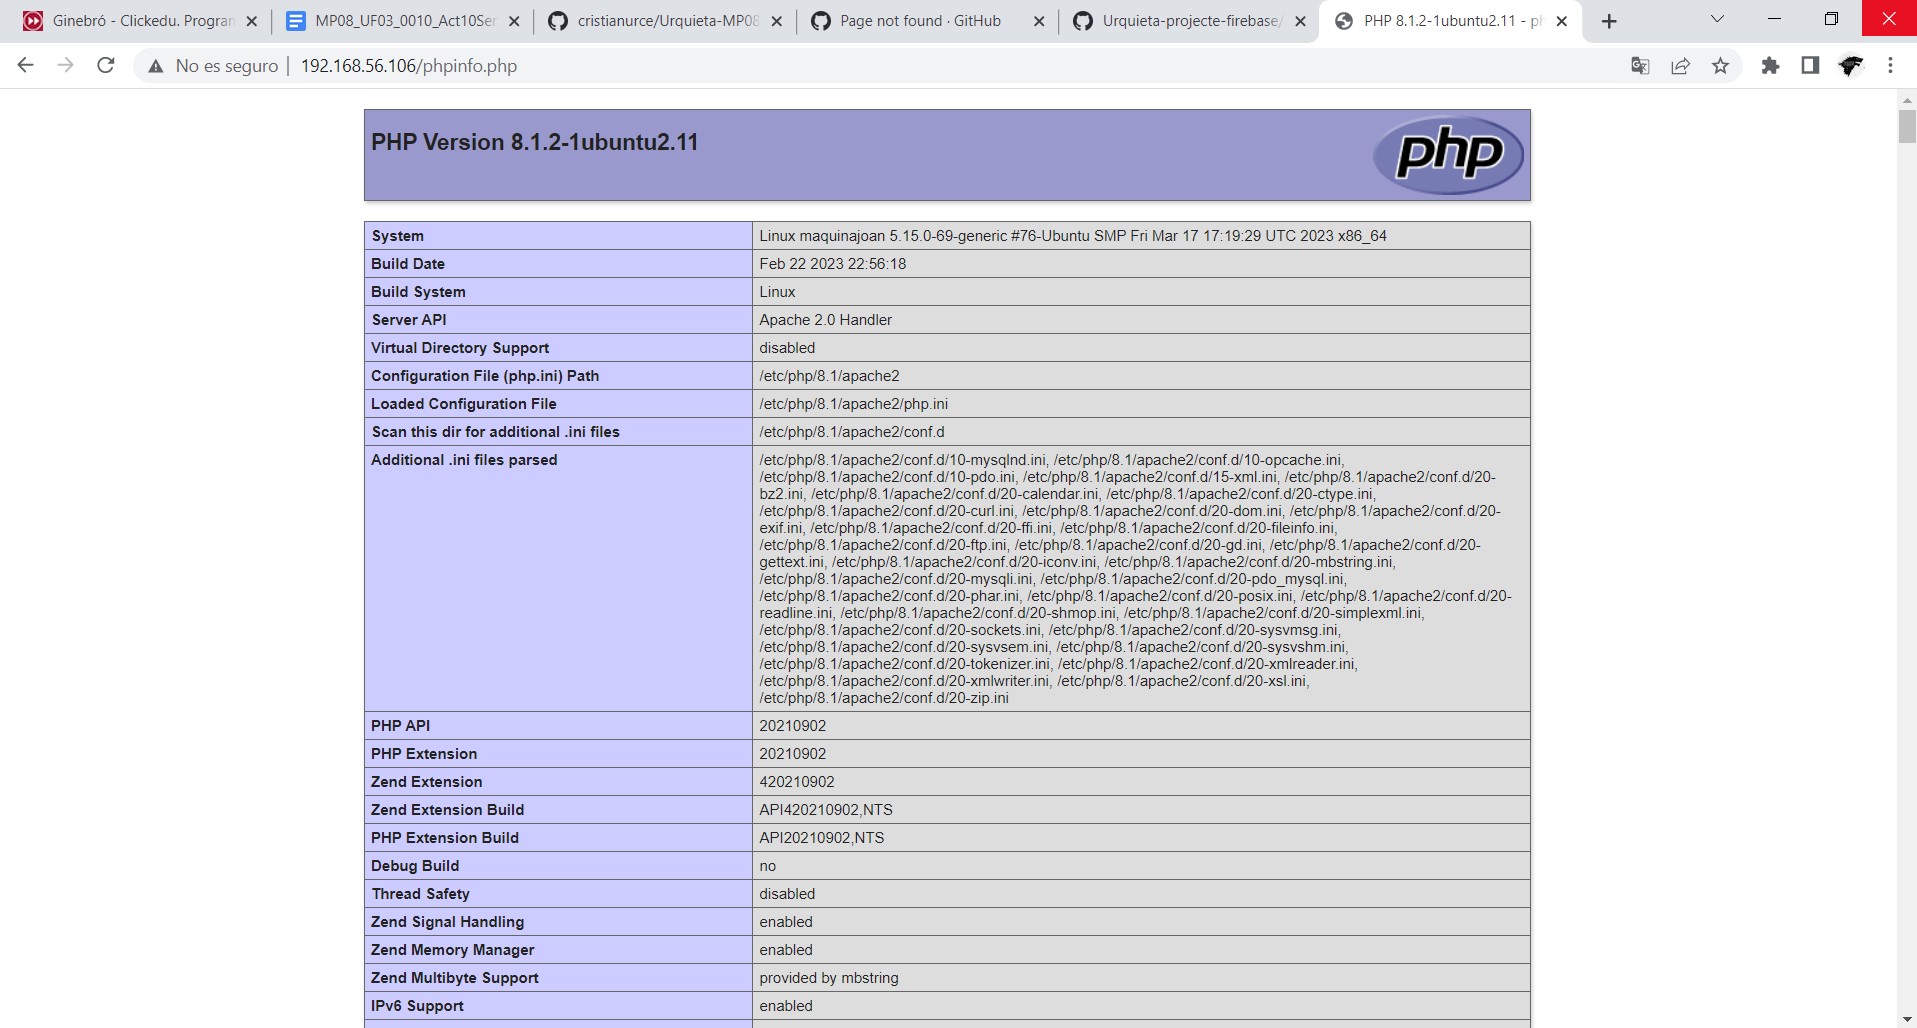 Ginebró - Clickedu. Program
MP08_UF03_0010_Act10Ser
cristianurce/Urquieta-MP08
Page not found · GitHub
Urquieta-projecte-firebase/
PHP 8.1.2-1ubuntu2.11 - ph
No es seguro
192.168.56.106/phpinfo.php
PHP Version 8.1.2-1ubuntu2.11
php
System Linux maquinajoan 5.15.0-69-generic #76-Ubuntu SMP Fri Mar 17 17:19:29 UTC 2023 x86_64
Build Date Feb 22 2023 22:56:18
Build System Linux
Server API Apache 2.0 Handler
Virtual Directory Support disabled
Configuration File (php.ini) Path /etc/php/8.1/apache2
Loaded Configuration File /etc/php/8.1/apache2/php.ini
Scan this dir for additional .ini files /etc/php/8.1/apache2/conf.d
Additional .ini files parsed /etc/php/8.1/apache2/conf.d/10-mysqlnd.ini, /etc/php/8.1/apache2/conf.d/10-opcache.ini,
/etc/php/8.1/apache2/conf.d/10-pdo.ini, /etc/php/8.1/apache2/conf.d/15-xml.ini, /etc/php/8.1/apache2/conf.d/20-
bz2.ini, /etc/php/8.1/apache2/conf.d/20-calendar.ini, /etc/php/8.1/apache2/conf.d/20-ctype.ini,
/etc/php/8.1/apache2/conf.d/20-curl.ini, /etc/php/8.1/apache2/conf.d/20-dom.ini, /etc/php/8.1/apache2/conf.d/20-
exif.ini, /etc/php/8.1/apache2/conf.d/20-ffi.ini, /etc/php/8.1/apache2/conf.d/20-fileinfo.ini,
/etc/php/8.1/apache2/conf.d/20-ftp.ini, /etc/php/8.1/apache2/conf.d/20-gd.ini, /etc/php/8.1/apache2/conf.d/20-
gettext.ini, /etc/php/8.1/apache2/conf.d/20-iconv.ini, /etc/php/8.1/apache2/conf.d/20-mbstring.ini,
/etc/php/8.1/apache2/conf.d/20-mysqli.ini, /etc/php/8.1/apache2/conf.d/20-pdo_mysql.ini,
/etc/php/8.1/apache2/conf.d/20-phar.ini, /etc/php/8.1/apache2/conf.d/20-posix.ini, /etc/php/8.1/apache2/conf.d/20-
readline.ini, /etc/php/8.1/apache2/conf.d/20-shmop.ini, /etc/php/8.1/apache2/conf.d/20-simplexml.ini,
/etc/php/8.1/apache2/conf.d/20-sockets.ini, /etc/php/8.1/apache2/conf.d/20-sysvmsg.ini,
/etc/php/8.1/apache2/conf.d/20-sysvsem.ini, /etc/php/8.1/apache2/conf.d/20-sysvshm.ini,
/etc/php/8.1/apache2/conf.d/20-tokenizer.ini, /etc/php/8.1/apache2/conf.d/20-xmlreader.ini,
/etc/php/8.1/apache2/conf.d/20-xmlwriter.ini, /etc/php/8.1/apache2/conf.d/20-xsl.ini,
/etc/php/8.1/apache2/conf.d/20-zip.ini
PHP API 20210902
PHP Extension 20210902
Zend Extension 420210902
Zend Extension Build API420210902,NTS
PHP Extension Build API20210902,NTS
Debug Build no
Thread Safety disabled
Zend Signal Handling enabled
Zend Memory Manager enabled
Zend Multibyte Support provided by mbstring
IPv6 Support enabled